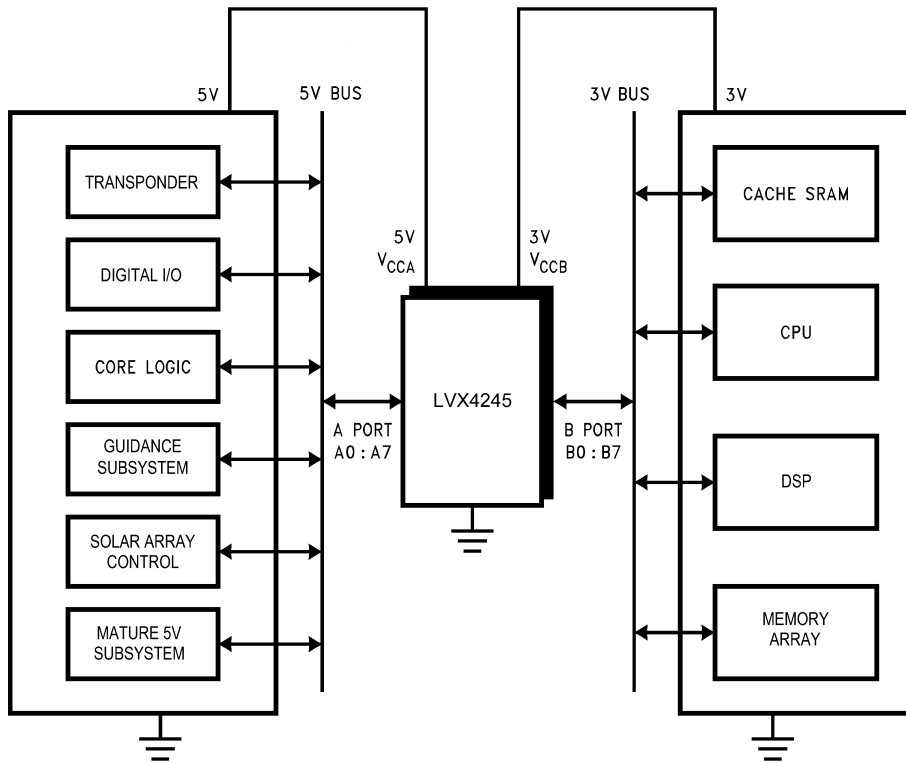 5V
5V BUS
3V BUS
3V
TRANSPONDER
DIGITAL I/O
CORE LOGIC
GUIDANCE
SUBSYSTEM
SOLAR ARRAY
CONTROL
MATURE 5V
SUBSYSTEM
5V
VCCA
3V
VCCB
LVX4245
A PORT
A0:A7
B PORT
B0:B7
CACHE SRAM
CPU
DSP
MEMORY
ARRAY